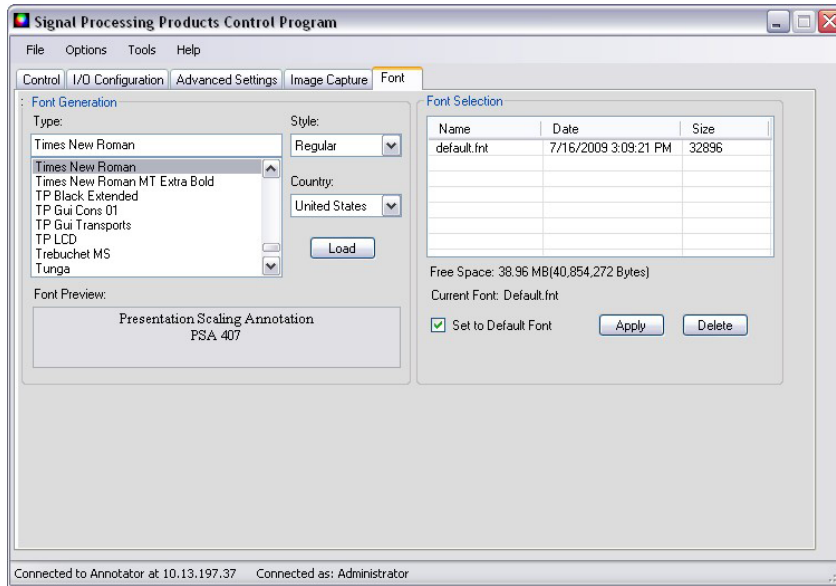 Signal Processing Products Control Program
File Options Tools Help
Control I/O Configuration Advanced Settings Image Capture Font
: Font Generation
Type:
Times New Roman
Times New Roman
Times New Roman MT Extra Bold
TP Black Extended
TP Gui Cons 01
TP Gui Transports
TP LCD
Trebuchet MS
Tunga
Style:
Regular
Country:
United States
Load
Font Preview:
Presentation Scaling Annotation
PSA 407
Font Selection
Name Date Size
default.fnt 7/16/2009 3:09:21 PM 32896
Free Space: 38.96 MB(40,854,272 Bytes)
Current Font: Default.fnt
Set to Default Font Apply Delete
Connected to Annotator at 10.13.197.37 Connected as: Administrator